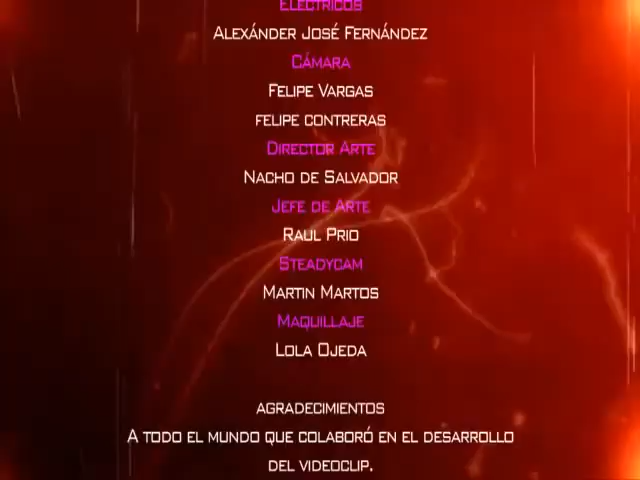 ELÉCTRICOS
ALEXÁNDER JOSÉ FERNÁNDEZ
CÁMARA
FELIPE VARGAS
FELIPE CONTRERAS
DIRECTOR ARTE
NACHO DE SALVADOR
JEFE DE ARTE
RAUL PRIO
STEADYCAM
MARTIN MARTOS
MAQUILLAJE
LOLA OJEDA
AGRADECIMIENTOS
A TODO EL MUNDO QUE COLABORÓ EN EL DESARROLLO
DEL VIDEOCLIP.